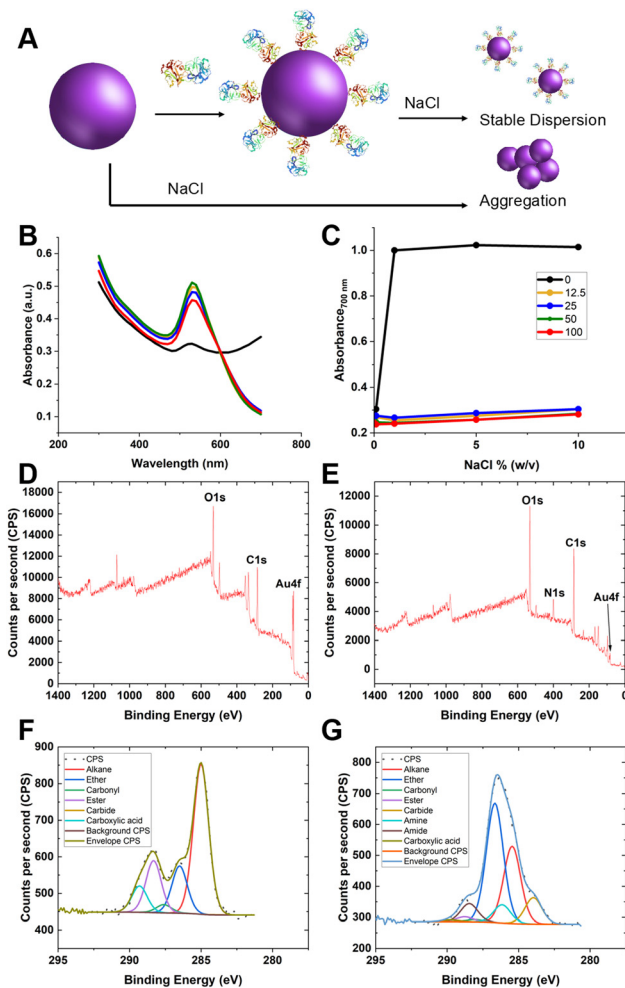 A
NaCl
Stable Dispersion
NaCl
Aggregation
B
Absorbance (a.u.)
0.6
0.5
0.4
0.3
0.2
0.1
200
400
600
800
Wavelength (nm)
C
Absorbance700 nm
1.0
0.8
0.6
0.4
0.2
0
12.5
25
50
100
0
5
10
NaCl % (w/v)
D
Counts per second (CPS)
18000
16000
14000
12000
10000
8000
6000
4000
2000
0
O1s
C1s
Au4f
1400 1200 1000 800 600 400 200 0
Binding Energy (eV)
E
Counts per second (CPS)
12000
10000
8000
6000
4000
2000
0
O1s
C1s
N1s
Au4f
1400 1200 1000 800 600 400 200 0
Binding Energy (eV)
F
Counts per second (CPS)
900
800
700
600
500
400
CPS
Alkane
Ether
Carbonyl
Ester
Carbide
Carboxylic acid
Background CPS
Envelope CPS
295 290 285 280
Binding Energy (eV)
G
Counts per second (CPS)
800
700
600
500
400
300
200
CPS
Alkane
Ether
Carbonyl
Ester
Carbide
Amine
Amide
Carboxylic acid
Background CPS
Envelope CPS
295 290 285 280
Binding Energy (eV)